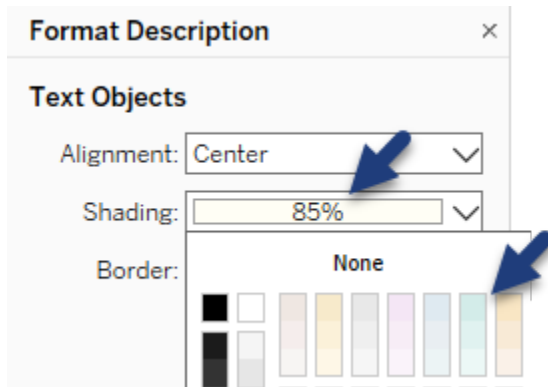 Format Description
Text Objects
Alignment: Center
Shading: 85%
Border: None